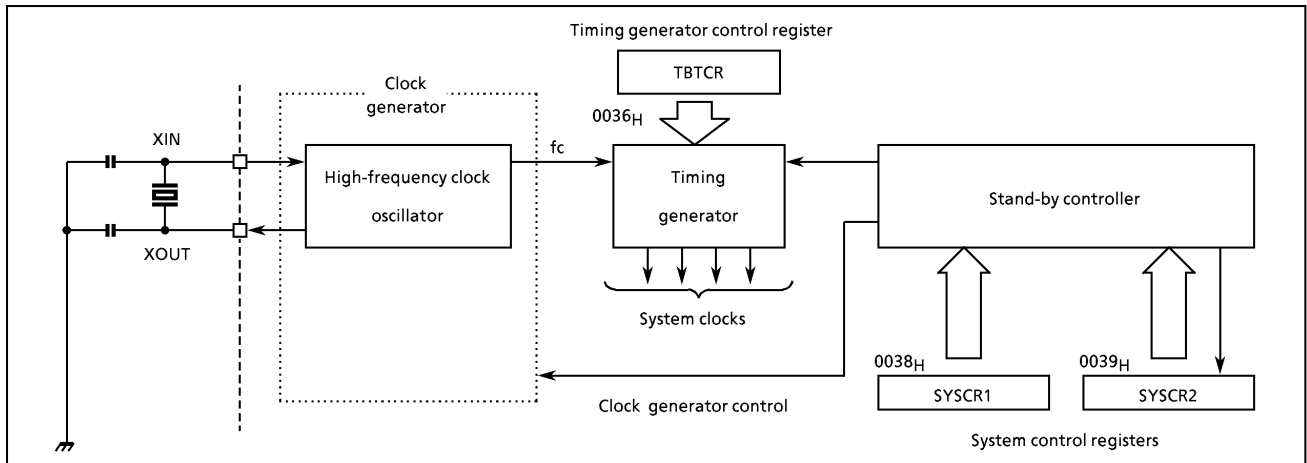 Timing generator control register
TBTCR
Clock
generator
0036H
XIN
fc
High-frequency clock
oscillator
Timing
generator
Stand-by controller
XOUT
System clocks
0038H
0039H
SYSCR1
SYSCR2
Clock generator control
System control registers